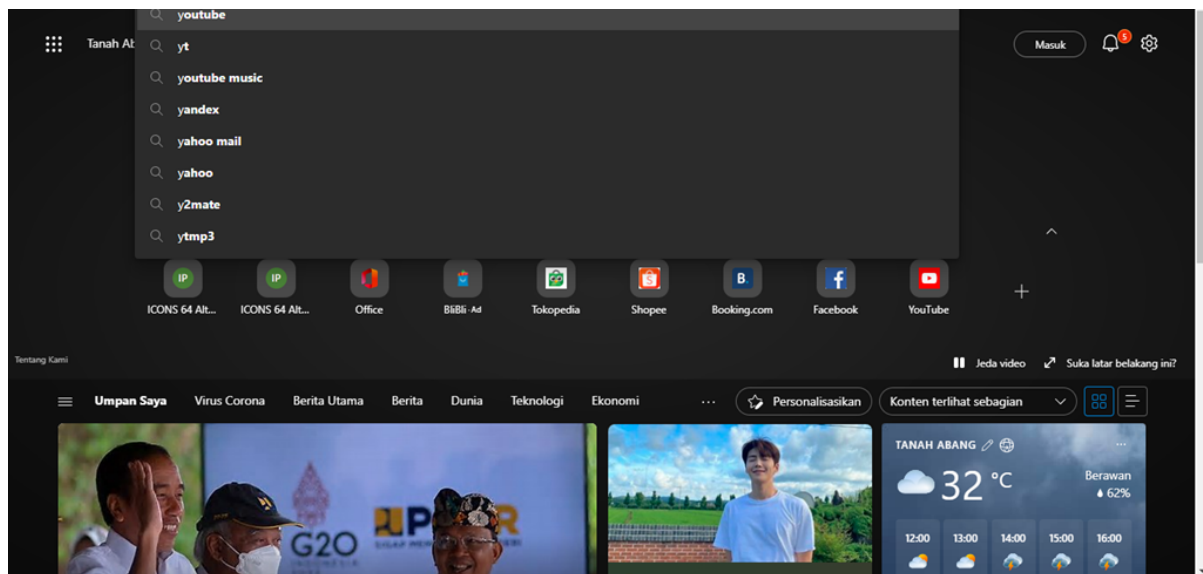 youtube
Tanah Ab
yt
Masuk
5
youtube music
yandex
yahoo mail
yahoo
y2mate
ytmp3
IP
IP
B.
ICONS 64 Alt...
ICONS 64 Alt...
Office
BliBli · Ad
Tokopedia
Shopee
Booking.com
Facebook
YouTube
Tentang Kami
Jeda video
Suka latar belakang ini?
Umpan Saya
Virus Corona
Berita Utama
Berita
Dunia
Teknologi
Ekonomi
...
Personalisasikan
Konten terlihat sebagian
TANAH ABANG
32 °C
Berawan
62%
12:00
13:00
14:00
15:00
16:00
G20